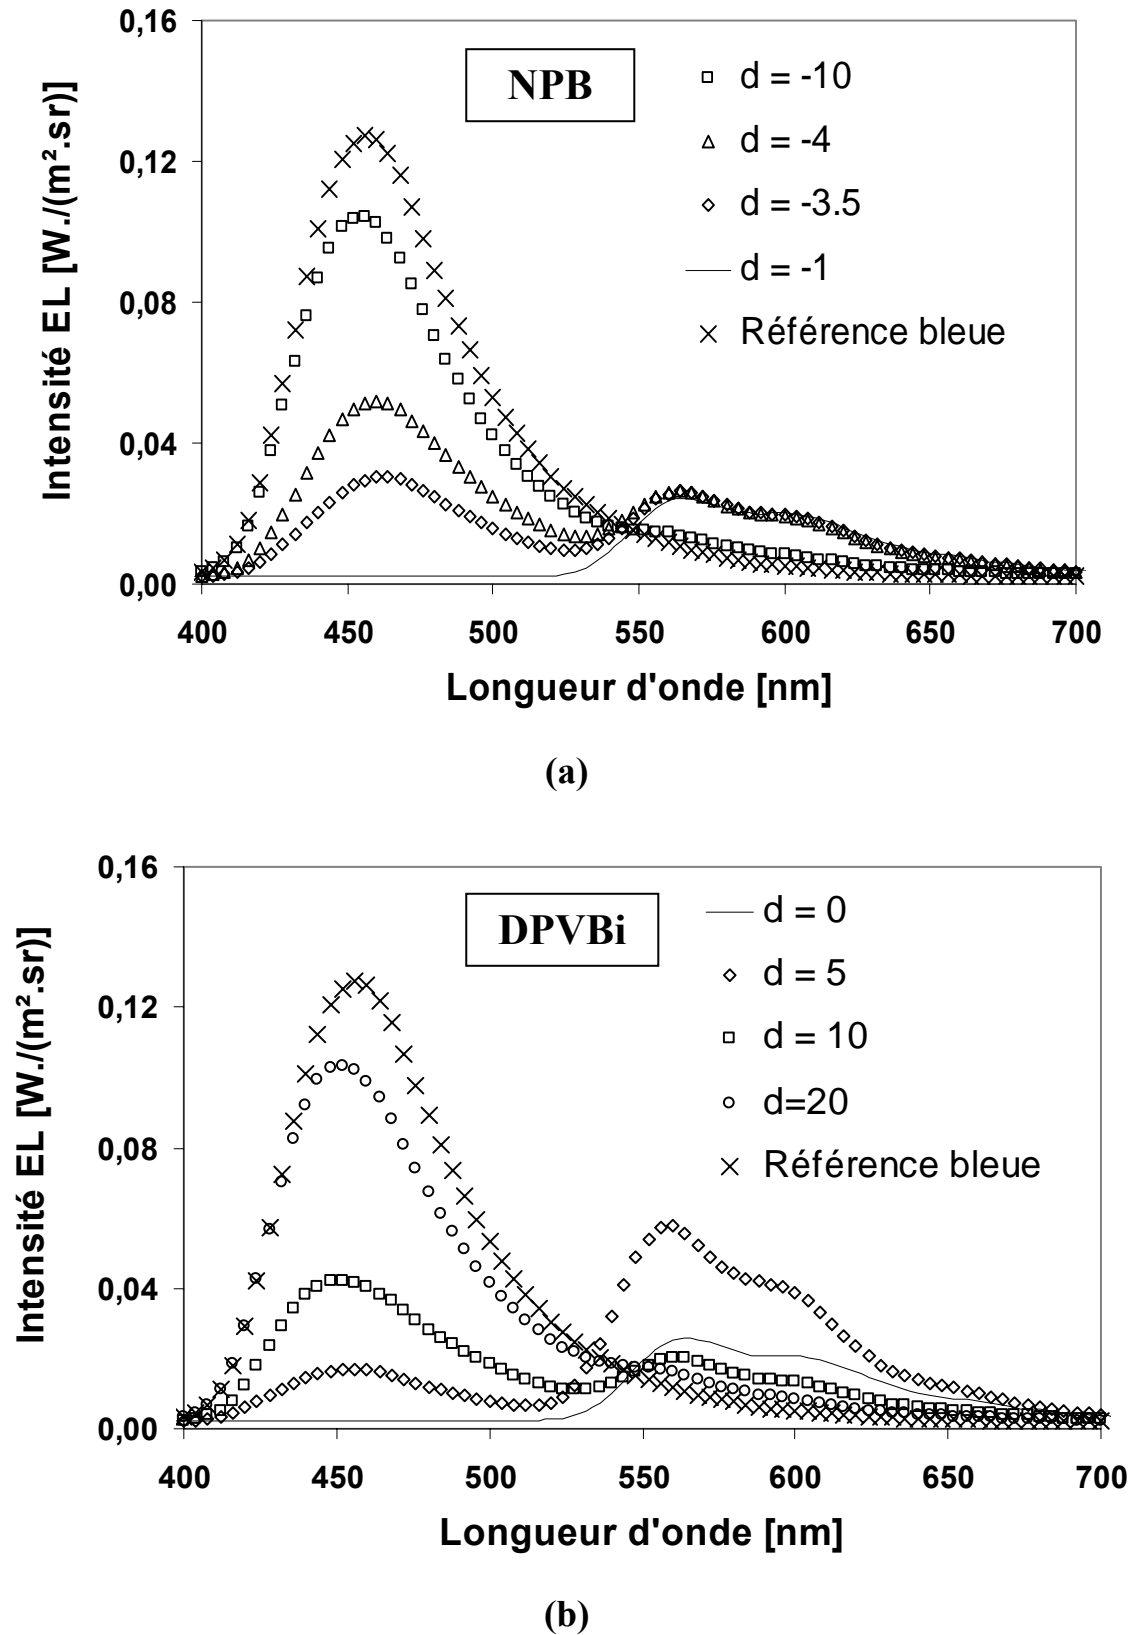 0,16
0,12
0,08
0,04
0,00
Intensité EL [W./(m².sr)]
NPB
d = -10
d = -4
d = -3.5
d = -1
Référence bleue
400 450 500 550 600 650 700
Longueur d'onde [nm]
(a)
0,16
0,12
0,08
0,04
0,00
Intensité EL [W./(m².sr)]
DPVBi
d = 0
d = 5
d = 10
d=20
Référence bleue
400 450 500 550 600 650 700
Longueur d'onde [nm]
(b)